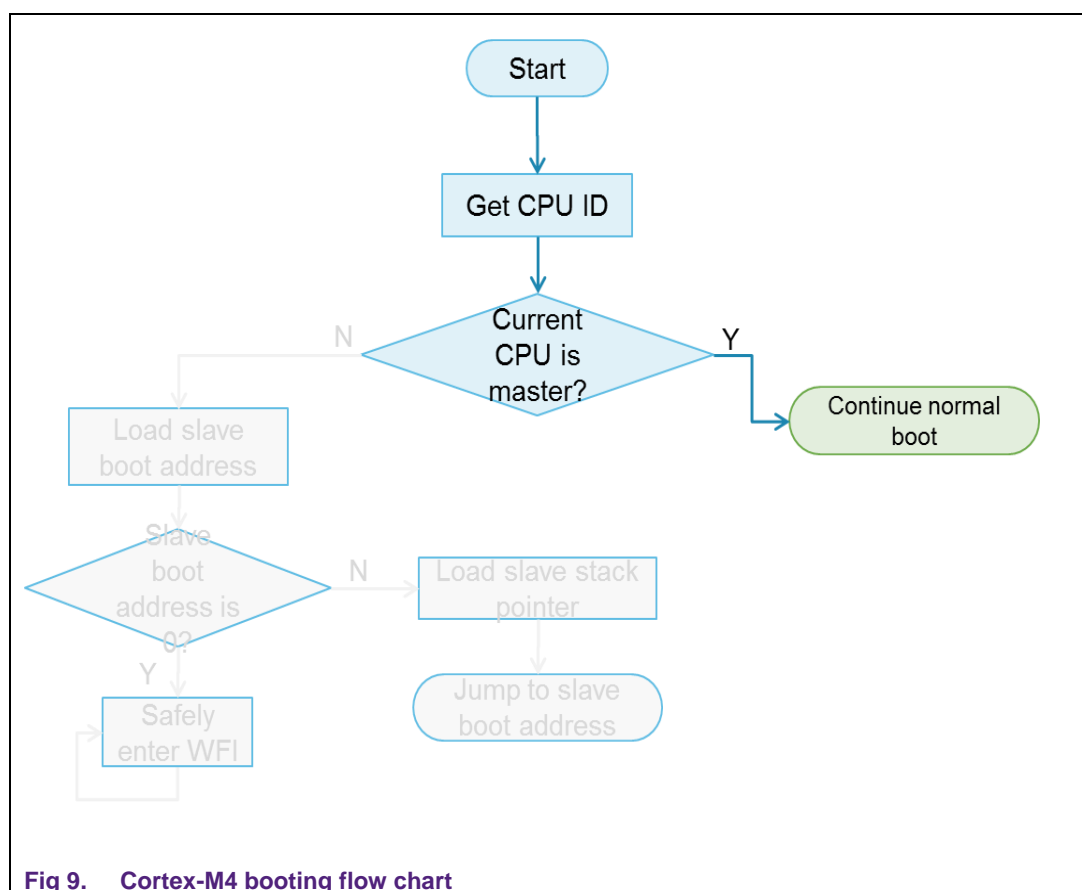 Start
Get CPU ID
Current
CPU is
master?
N
Y
Continue normal
boot
Load slave
boot address
Slave
boot
address is
0?
N
Load slave stack
pointer
Y
Safely
enter WFI
Jump to slave
boot address
Fig 9. Cortex-M4 booting flow chart